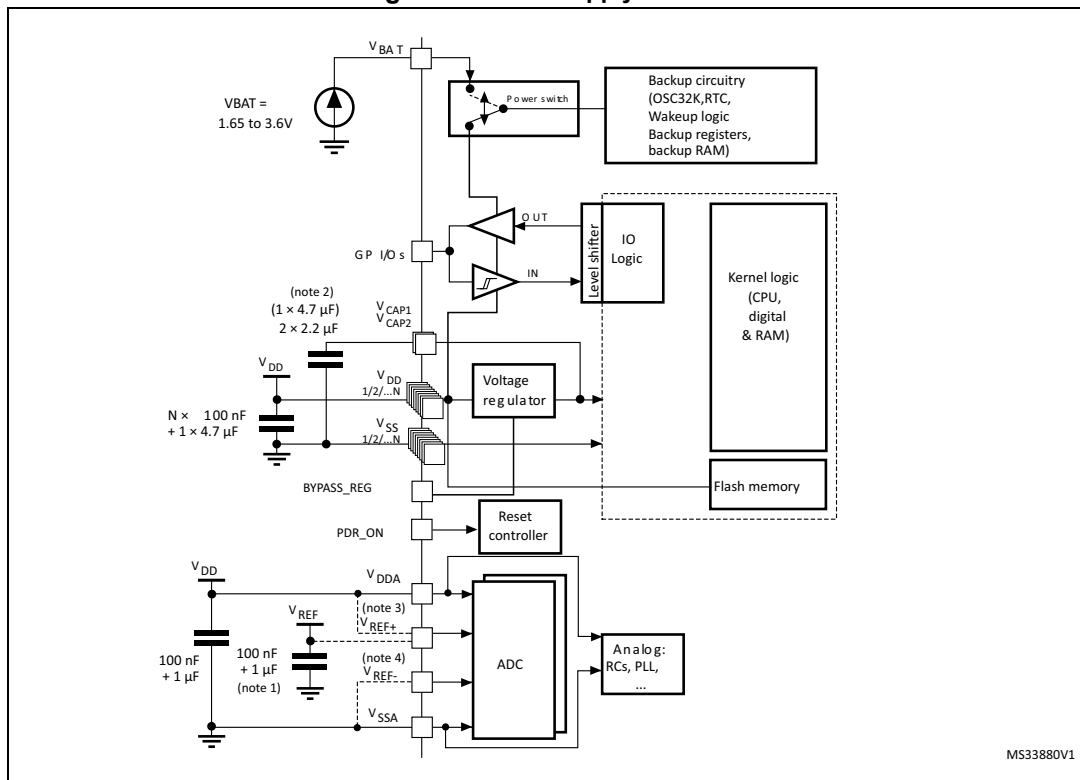 V BAT
VBAT =
1.65 to 3.6V
Power switch
Backup circuitry
(OSC32K,RTC,
Wakeup logic
Backup registers,
backup RAM)
OUT
GP I/Os
IN
Level shifter
IO
Logic
Kernel logic
(CPU,
digital
& RAM)
(note 2)
(1 × 4.7 µF)
2 × 2.2 µF
VCAP1
VCAP2
VDD
VDD
1/2/...N
Voltage
regulator
N × 100 nF
+ 1 × 4.7 µF
VSS
1/2/...N
BYPASS_REG
Flash memory
PDR_ON
Reset
controller
VDD
VDDA
(note 3)
VREF
VREF+
100 nF
+ 1 µF
100 nF
+ 1 µF
(note 1)
(note 4)
VREF-
VSSA
ADC
Analog:
RCs, PLL,
...
MS33880V1